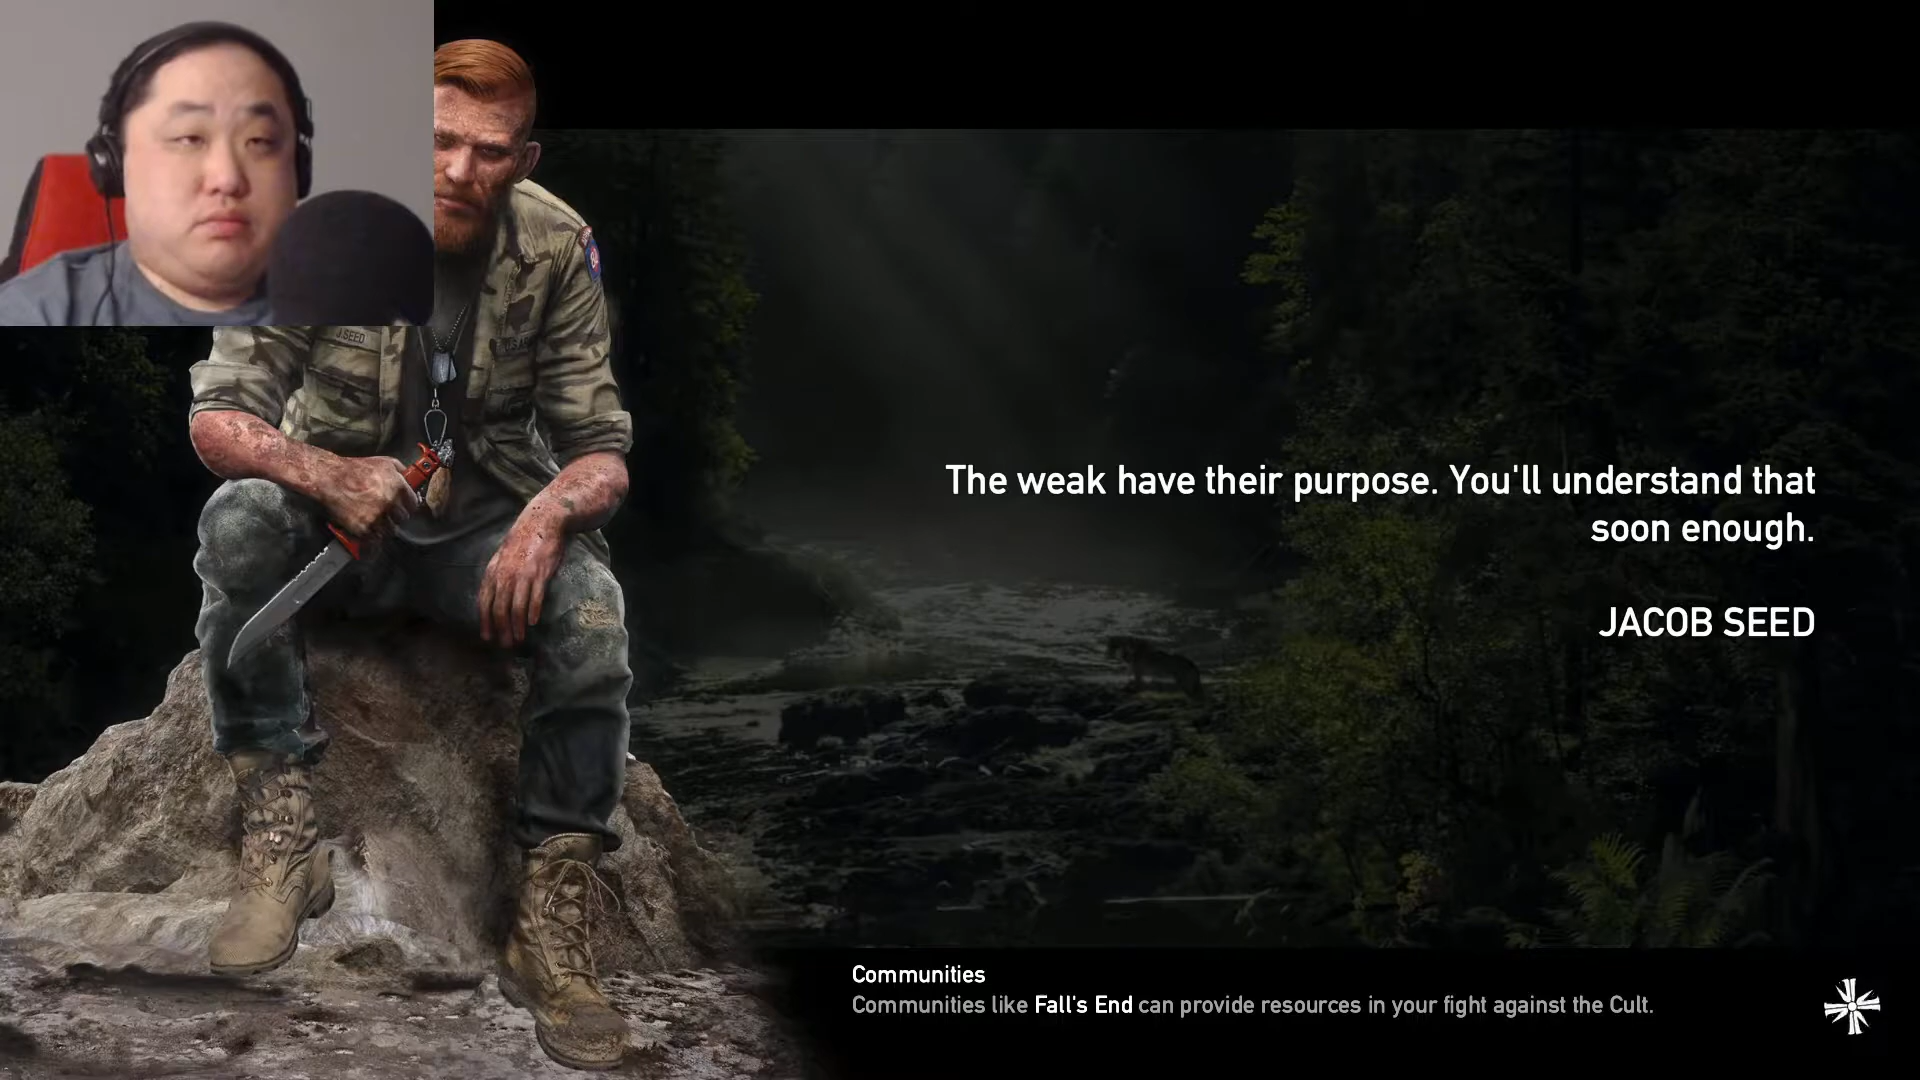 J.SEED
The weak have their purpose. You'll understand that
soon enough.
JACOB SEED
Communities
Communities like Fall's End can provide resources in your fight against the Cult.